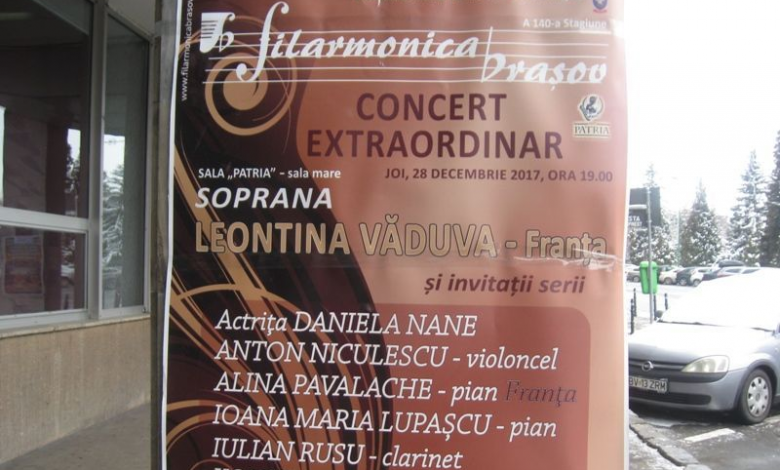 www.filarmonicabrasov
A 140-a Stagiune
filarmonica
brașov
CONCERT
EXTRAORDINAR
PATRIA
SALA „PATRIA" - sala mare
JOI, 28 DECEMBRIE 2017, ORA 19.00
SOPRANA
LEONTINA VĂDUVA - Franța
și invitații serii
Actrița DANIELA NANE
ANTON NICULESCU - violoncel
ALINA PAVALACHE - pian Franța
IOANA MARIA LUPAȘCU - pian
IULIAN RUSU - clarinet